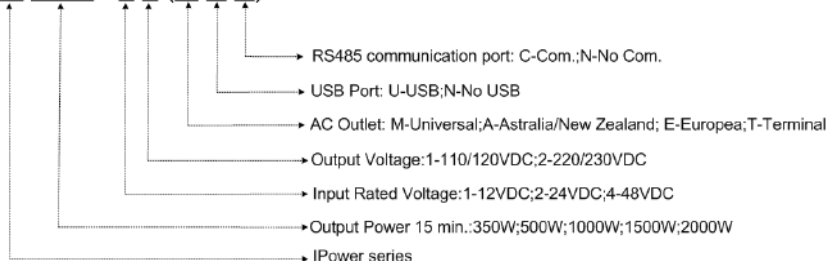 RS485 communication port: C-Com.;N-No Com.
USB Port: U-USB;N-No USB
AC Outlet: M-Universal;A-Astralia/New Zealand; E-Europea;T-Terminal
Output Voltage:1-110/120VDC;2-220/230VDC
Input Rated Voltage:1-12VDC;2-24VDC;4-48VDC
Output Power 15 min.:350W;500W;1000W;1500W;2000W
IPower series